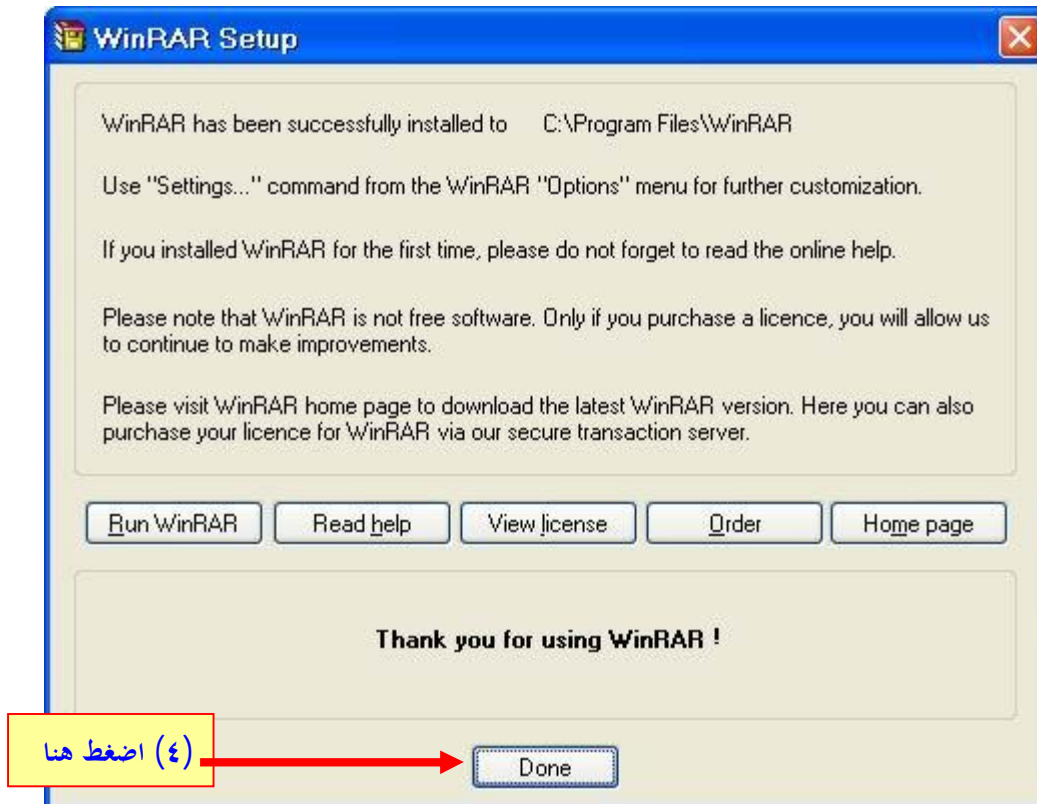 WinRAR Setup
WinRAR has been successfully installed to C:\Program Files\WinRAR
Use "Settings..." command from the WinRAR "Options" menu for further customization.
If you installed WinRAR for the first time, please do not forget to read the online help.
Please note that WinRAR is not free software. Only if you purchase a licence, you will allow us
to continue to make improvements.
Please visit WinRAR home page to download the latest WinRAR version. Here you can also
purchase your licence for WinRAR via our secure transaction server.
Run WinRAR Read help View license Order Home page
Thank you for using WinRAR !
(٤) اضغط هنا
Done